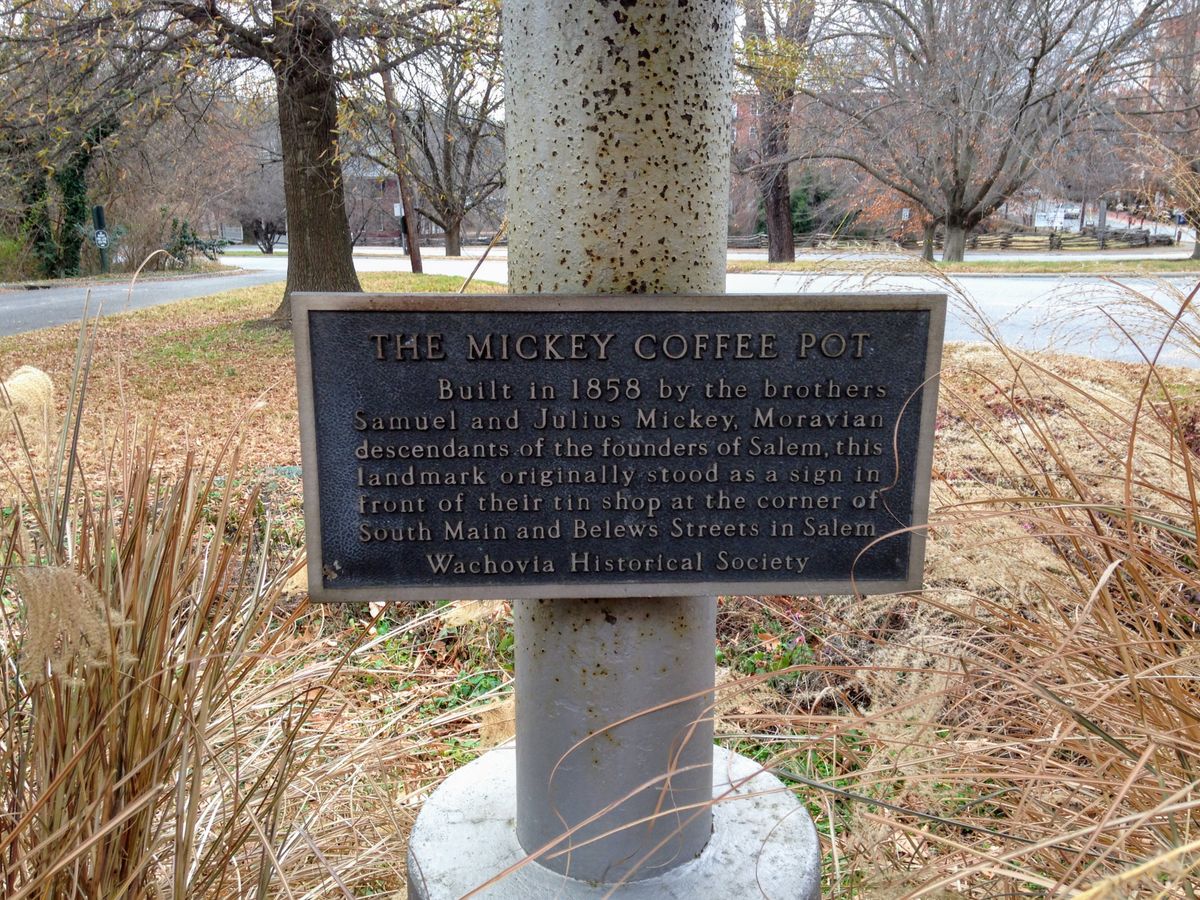 THE MICKEY COFFEE POT
Built in 1858 by the brothers
Samuel and Julius Mickey, Moravian
descendants of the founders of Salem, this
landmark originally stood as a sign in
front of their tin shop at the corner of
South Main and Belews Streets in Salem
Wachovia Historical Society